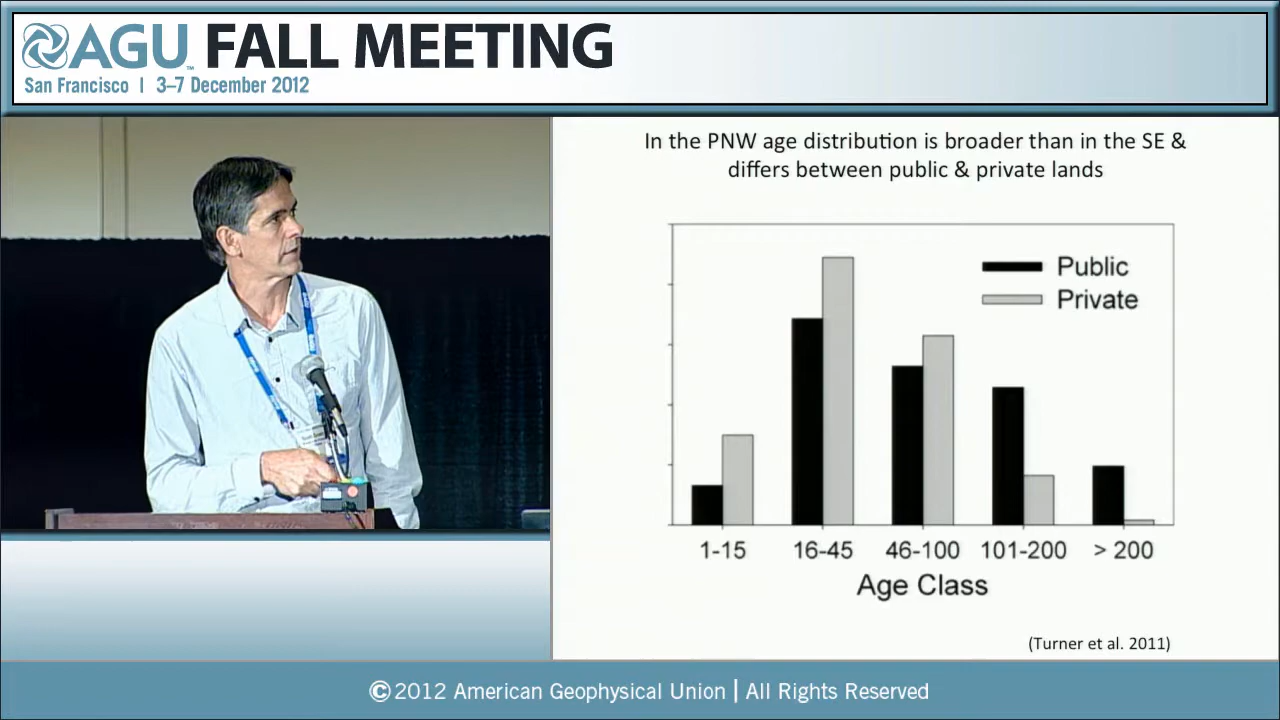 AGU FALL MEETING
San Francisco | 3–7 December 2012
In the PNW age distribution is broader than in the SE &
differs between public & private lands
Public
Private
1-15 16-45 46-100 101-200 > 200
Age Class
(Turner et al. 2011)
©2012 American Geophysical Union | All Rights Reserved